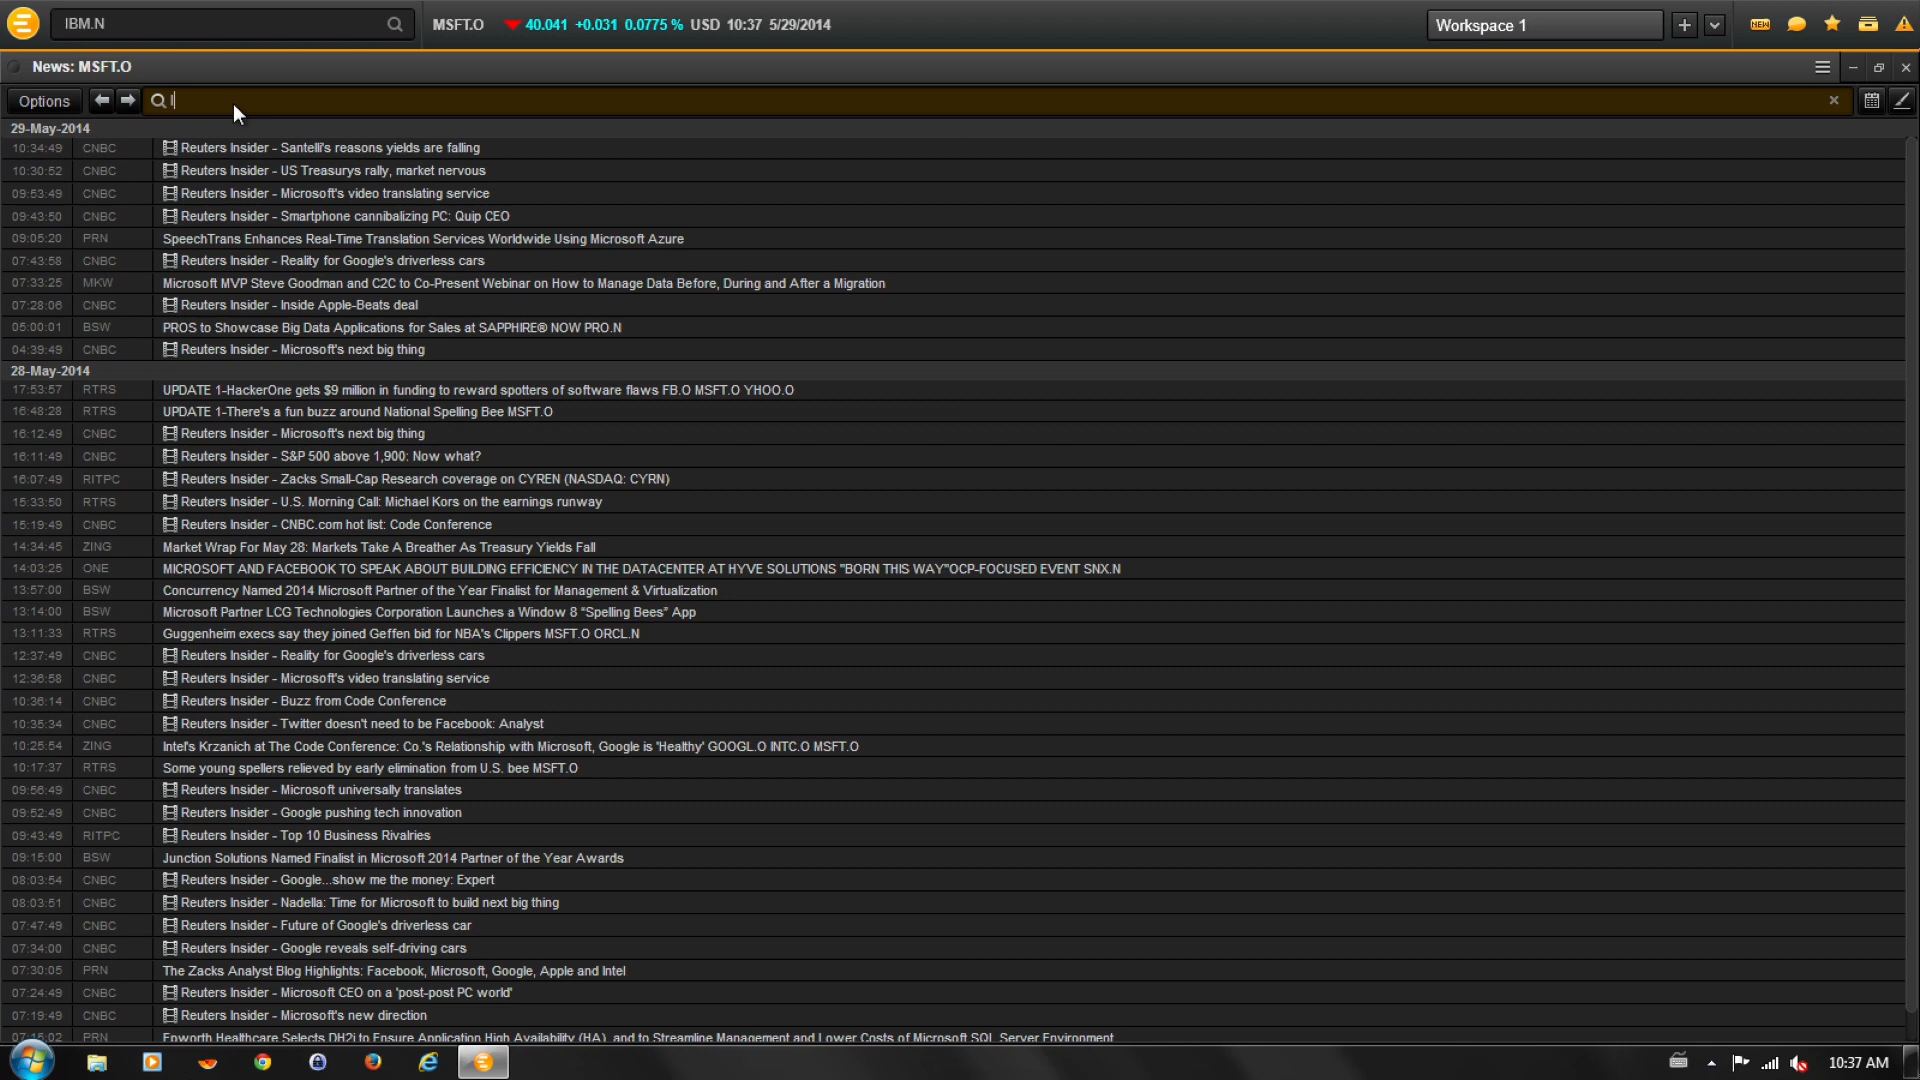 IBM.N
MSFT.O 40.041 +0.031 0.0775 % USD 10:37 5/29/2014
Workspace 1
NEW
News: MSFT.O
Options
I
29-May-2014
10:34:49 CNBC Reuters Insider - Santelli's reasons yields are falling
10:30:52 CNBC Reuters Insider - US Treasurys rally, market nervous
09:53:49 CNBC Reuters Insider - Microsoft's video translating service
09:43:50 CNBC Reuters Insider - Smartphone cannibalizing PC: Quip CEO
09:05:20 PRN SpeechTrans Enhances Real-Time Translation Services Worldwide Using Microsoft Azure
07:43:58 CNBC Reuters Insider - Reality for Google's driverless cars
07:33:25 MKW Microsoft MVP Steve Goodman and C2C to Co-Present Webinar on How to Manage Data Before, During and After a Migration
07:28:06 CNBC Reuters Insider - Inside Apple-Beats deal
05:00:01 BSW PROS to Showcase Big Data Applications for Sales at SAPPHIRE® NOW PRO.N
04:39:49 CNBC Reuters Insider - Microsoft's next big thing
28-May-2014
17:53:57 RTRS UPDATE 1-HackerOne gets $9 million in funding to reward spotters of software flaws FB.O MSFT.O YHOO.O
16:48:28 RTRS UPDATE 1-There's a fun buzz around National Spelling Bee MSFT.O
16:12:49 CNBC Reuters Insider - Microsoft's next big thing
16:11:49 CNBC Reuters Insider - S&P 500 above 1,900: Now what?
16:07:49 RITPC Reuters Insider - Zacks Small-Cap Research coverage on CYREN (NASDAQ: CYRN)
15:33:50 RTRS Reuters Insider - U.S. Morning Call: Michael Kors on the earnings runway
15:19:49 CNBC Reuters Insider - CNBC.com hot list: Code Conference
14:34:45 ZING Market Wrap For May 28: Markets Take A Breather As Treasury Yields Fall
14:03:25 ONE MICROSOFT AND FACEBOOK TO SPEAK ABOUT BUILDING EFFICIENCY IN THE DATACENTER AT HYVE SOLUTIONS "BORN THIS WAY"OCP-FOCUSED EVENT SNX.N
13:57:00 BSW Concurrency Named 2014 Microsoft Partner of the Year Finalist for Management & Virtualization
13:14:00 BSW Microsoft Partner LCG Technologies Corporation Launches a Window 8 “Spelling Bees” App
13:11:33 RTRS Guggenheim execs say they joined Geffen bid for NBA's Clippers MSFT.O ORCL.N
12:37:49 CNBC Reuters Insider - Reality for Google's driverless cars
12:36:58 CNBC Reuters Insider - Microsoft's video translating service
10:36:14 CNBC Reuters Insider - Buzz from Code Conference
10:35:34 CNBC Reuters Insider - Twitter doesn't need to be Facebook: Analyst
10:25:54 ZING Intel's Krzanich at The Code Conference: Co.'s Relationship with Microsoft, Google is 'Healthy' GOOGL.O INTC.O MSFT.O
10:17:37 RTRS Some young spellers relieved by early elimination from U.S. bee MSFT.O
09:56:49 CNBC Reuters Insider - Microsoft universally translates
09:52:49 CNBC Reuters Insider - Google pushing tech innovation
09:43:49 RITPC Reuters Insider - Top 10 Business Rivalries
09:15:00 BSW Junction Solutions Named Finalist in Microsoft 2014 Partner of the Year Awards
08:03:54 CNBC Reuters Insider - Google...show me the money: Expert
08:03:51 CNBC Reuters Insider - Nadella: Time for Microsoft to build next big thing
07:47:49 CNBC Reuters Insider - Future of Google's driverless car
07:34:00 CNBC Reuters Insider - Google reveals self-driving cars
07:30:05 PRN The Zacks Analyst Blog Highlights: Facebook, Microsoft, Google, Apple and Intel
07:24:49 CNBC Reuters Insider - Microsoft CEO on a 'post-post PC world'
07:19:49 CNBC Reuters Insider - Microsoft's new direction
07:15:02 PRN Epworth Healthcare Selects DH2i to Ensure Application High Availability (HA), and to Streamline Management and Lower Costs of Microsoft SQL Server Environment
10:37 AM